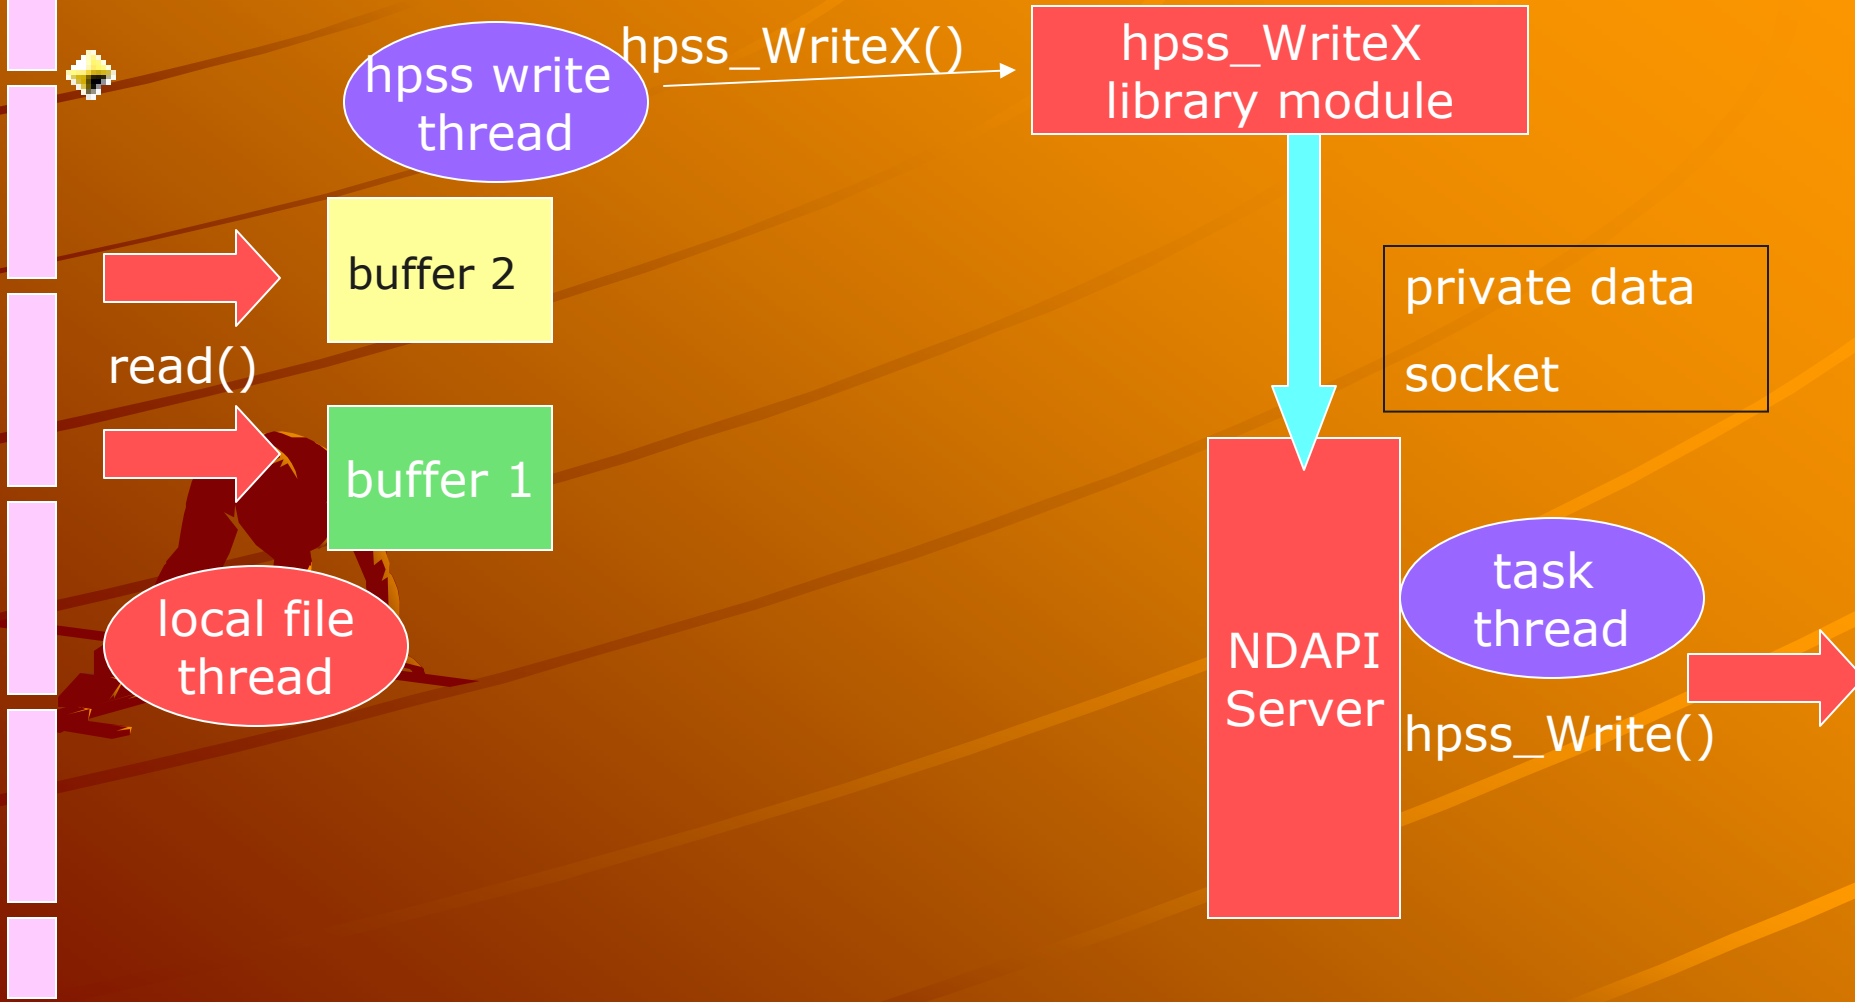 hpss write
thread
hpss_WriteX()
hpss_WriteX
library module
buffer 2
read()
buffer 1
local file
thread
private data
socket
NDAPI
Server
task
thread
hpss_Write()